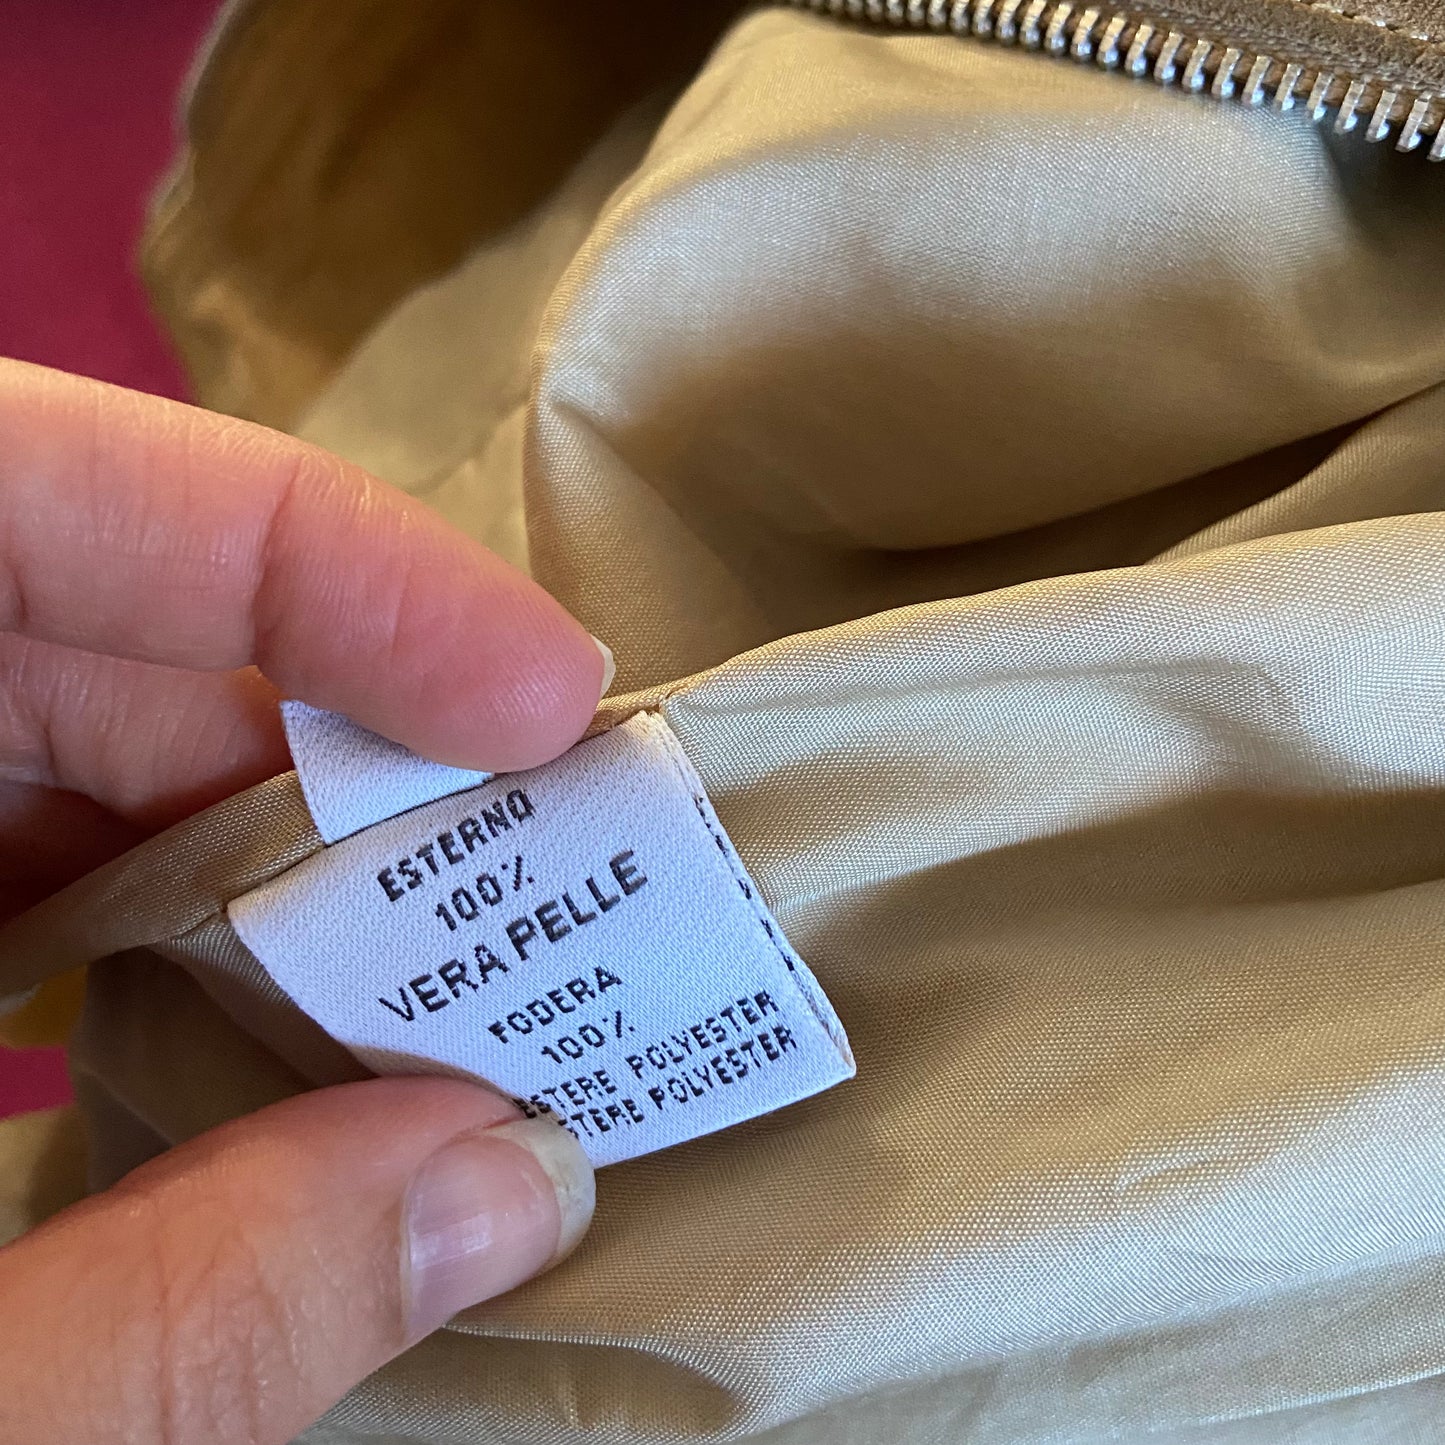 ESTERNO
100%
VERA PELLE
FODERA
100%
POLYESTER
POLYESTER